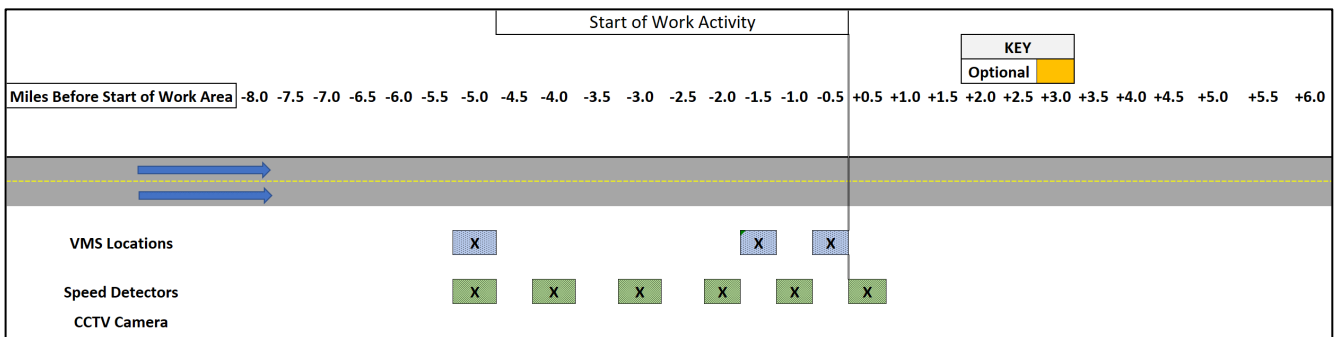 Start of Work Activity
KEY
Optional
Miles Before Start of Work Area -8.0 -7.5 -7.0 -6.5 -6.0 -5.5 -5.0 -4.5 -4.0 -3.5 -3.0 -2.5 -2.0 -1.5 -1.0 -0.5 +0.5 +1.0 +1.5 +2.0 +2.5 +3.0 +3.5 +4.0 +4.5 +5.0 +5.5 +6.0
VMS Locations X X X
Speed Detectors X X X X X X
CCTV Camera